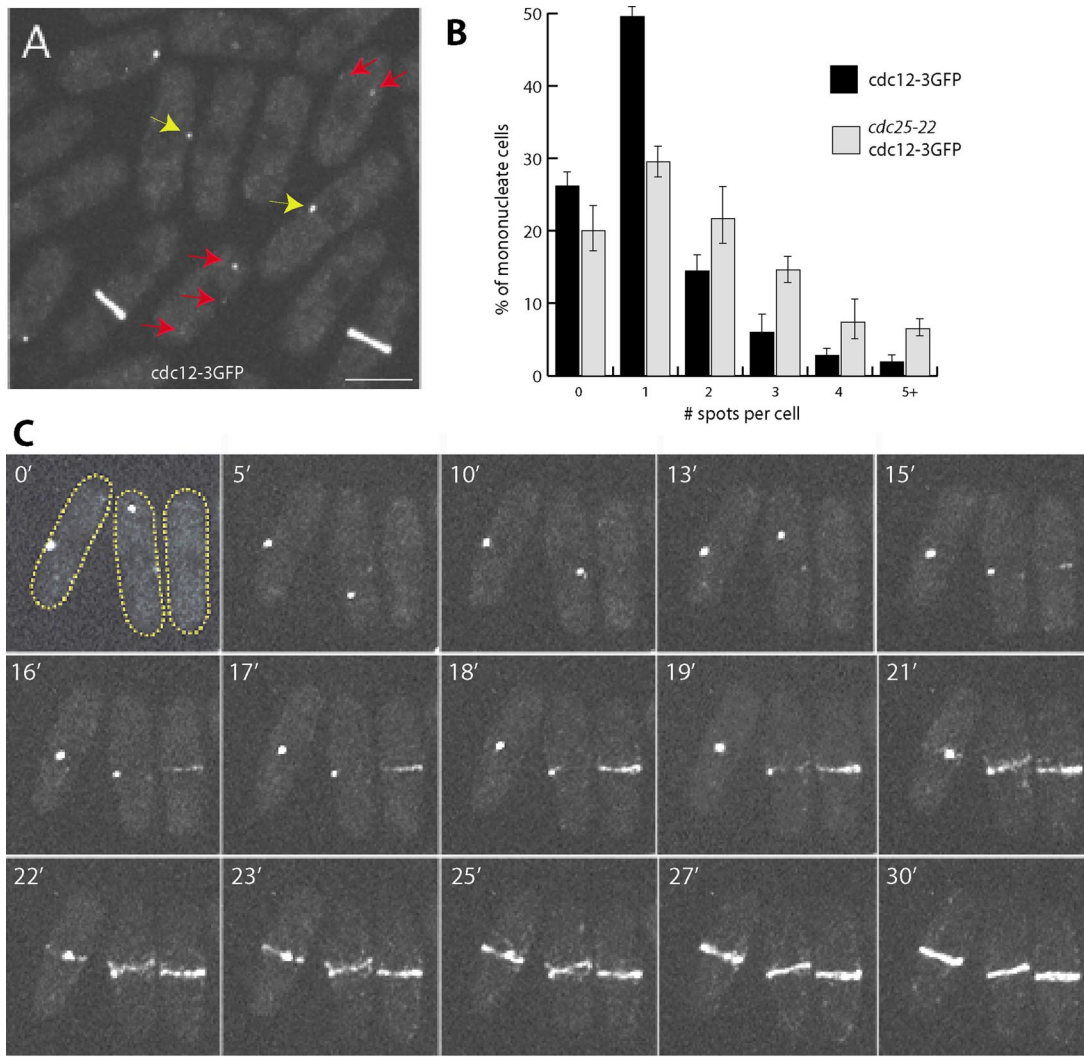 A
cdc12-3GFP
B
50
40
30
20
10
0
% of mononucleate cells
0 1 2 3 4 5+
# spots per cell
cdc12-3GFP
cdc25-22
cdc12-3GFP
C
0′ 5′ 10′ 13′ 15′
16′ 17′ 18′ 19′ 21′
22′ 23′ 25′ 27′ 30′